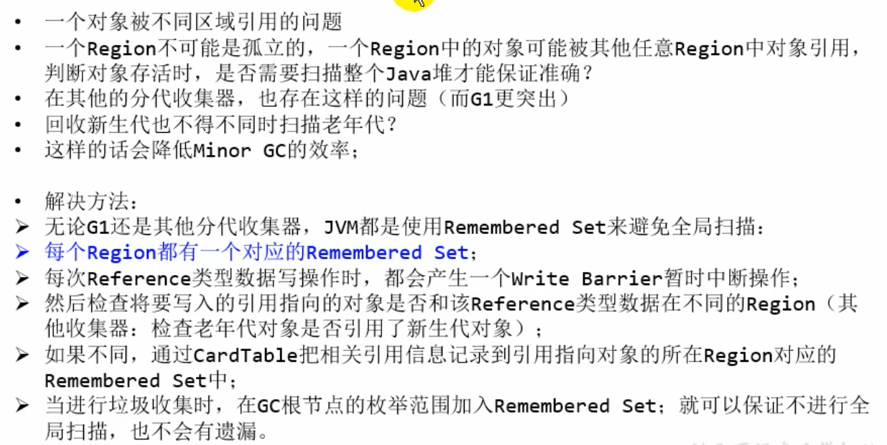 • 一个对象被不同区域引用的问题
• 一个Region不可能是孤立的，一个Region中的对象可能被其他任意Region中对象引用，
判断对象存活时，是否需要扫描整个Java堆才能保证准确？
• 在其他的分代收集器，也存在这样的问题（而G1更突出）
• 回收新生代也不得不同时扫描老年代？
• 这样的话会降低Minor GC的效率；
• 解决方法：
➢ 无论G1还是其他分代收集器，JVM都是使用Remembered Set来避免全局扫描：
➢ 每个Region都有一个对应的Remembered Set；
➢ 每次Reference类型数据写操作时，都会产生一个Write Barrier暂时中断操作；
➢ 然后检查将要写入的引用指向的对象是否和该Reference类型数据在不同的Region（其
他收集器：检查老年代对象是否引用了新生代对象）；
➢ 如果不同，通过CardTable把相关引用信息记录到引用指向对象的所在Region对应的
Remembered Set中；
➢ 当进行垃圾收集时，在GC根节点的枚举范围加入Remembered Set；就可以保证不进行全
局扫描，也不会有遗漏。